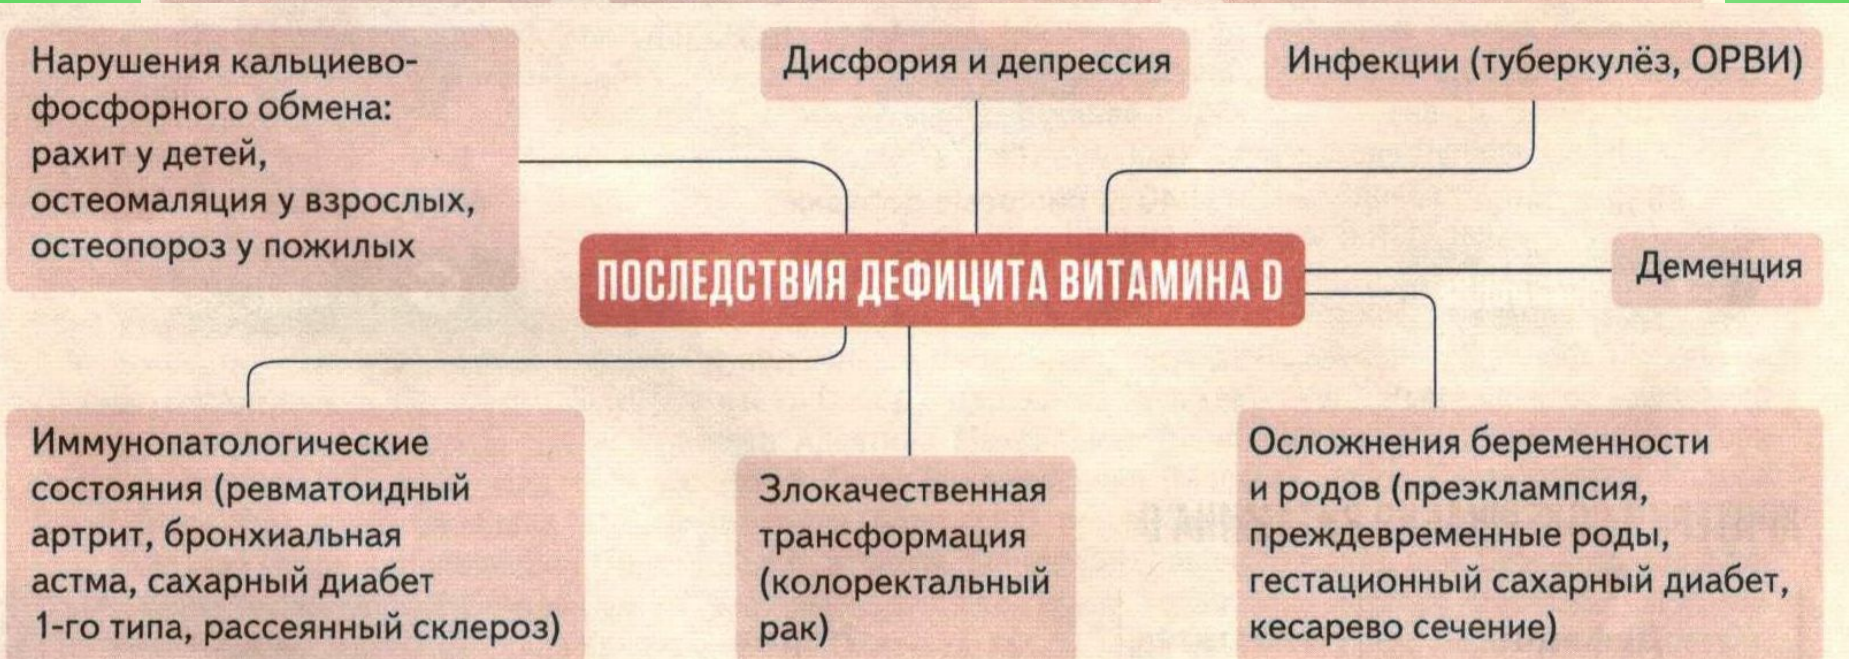 Нарушения кальциево-
фосфорного обмена:
рахит у детей,
остеомаляция у взрослых,
остеопороз у пожилых
Дисфория и депрессия
Инфекции (туберкулёз, ОРВИ)
ПОСЛЕДСТВИЯ ДЕФИЦИТА ВИТАМИНА D
Деменция
Иммунопатологические
состояния (ревматоидный
артрит, бронхиальная
астма, сахарный диабет
1-го типа, рассеянный склероз)
Злокачественная
трансформация
(колоректальный
рак)
Осложнения беременности
и родов (преэклампсия,
преждевременные роды,
гестационный сахарный диабет,
кесарево сечение)